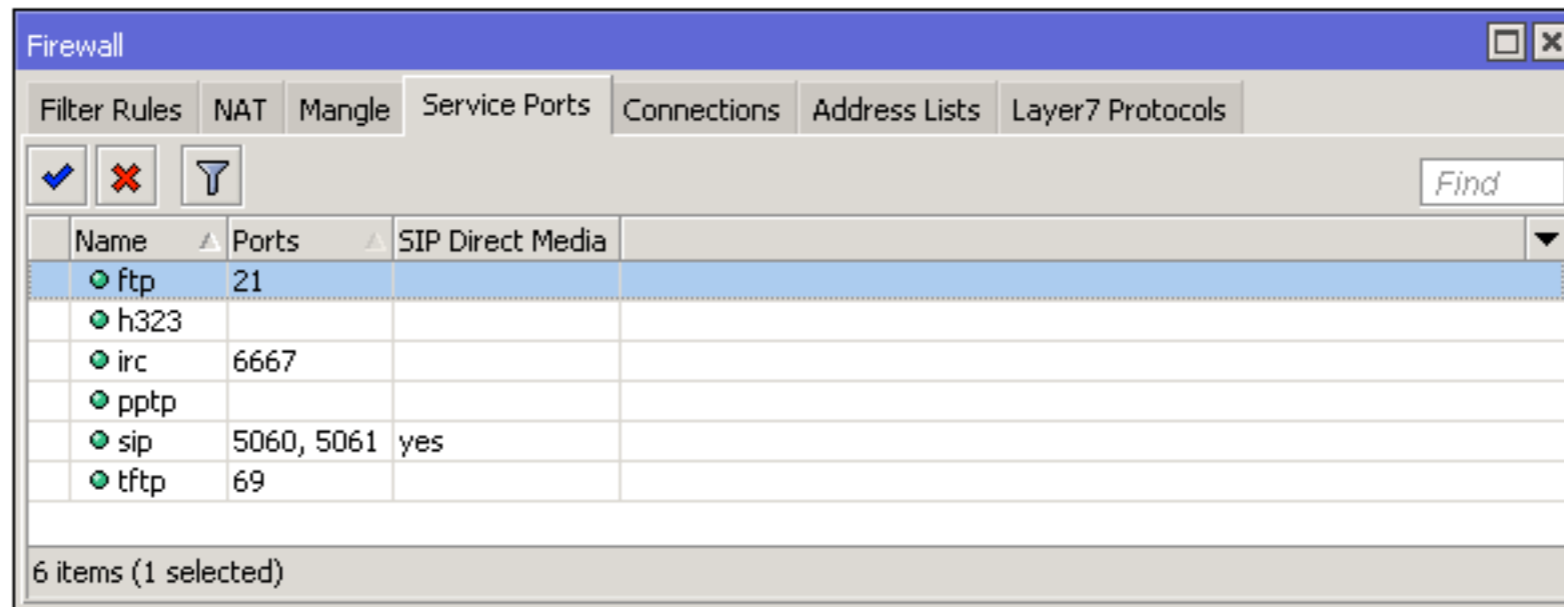 Firewall
Filter Rules NAT Mangle Service Ports Connections Address Lists Layer7 Protocols
Find
Name Ports SIP Direct Media
ftp 21
h323
irc 6667
pptp
sip 5060, 5061 yes
tftp 69
6 items (1 selected)